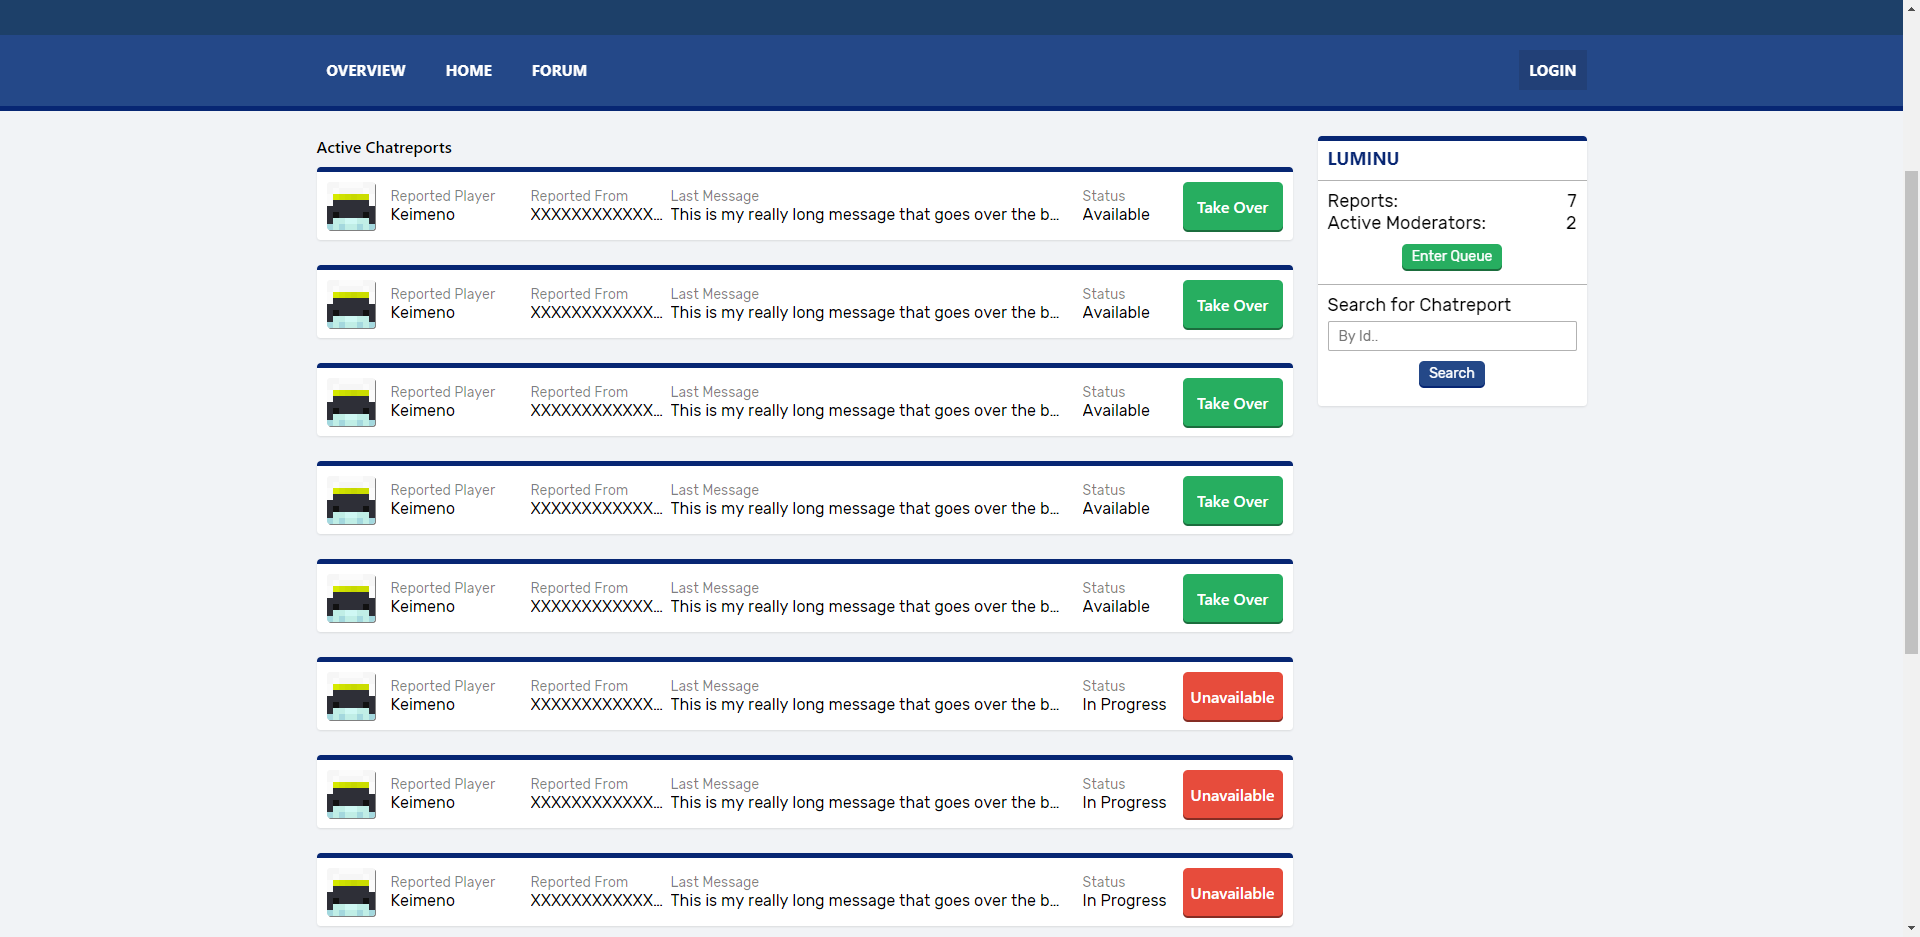 OVERVIEW HOME FORUM LOGIN
Active Chatreports
Reported Player Reported From Last Message Status
Keimeno XXXXXXXXXXXX... This is my really long message that goes over the b... Available
Take Over
Reported Player Reported From Last Message Status
Keimeno XXXXXXXXXXXX... This is my really long message that goes over the b... Available
Take Over
Reported Player Reported From Last Message Status
Keimeno XXXXXXXXXXXX... This is my really long message that goes over the b... Available
Take Over
Reported Player Reported From Last Message Status
Keimeno XXXXXXXXXXXX... This is my really long message that goes over the b... Available
Take Over
Reported Player Reported From Last Message Status
Keimeno XXXXXXXXXXXX... This is my really long message that goes over the b... Available
Take Over
Reported Player Reported From Last Message Status
Keimeno XXXXXXXXXXXX... This is my really long message that goes over the b... In Progress
Unavailable
Reported Player Reported From Last Message Status
Keimeno XXXXXXXXXXXX... This is my really long message that goes over the b... In Progress
Unavailable
Reported Player Reported From Last Message Status
Keimeno XXXXXXXXXXXX... This is my really long message that goes over the b... In Progress
Unavailable
LUMINU
Reports: 7
Active Moderators: 2
Enter Queue
Search for Chatreport
By Id..
Search